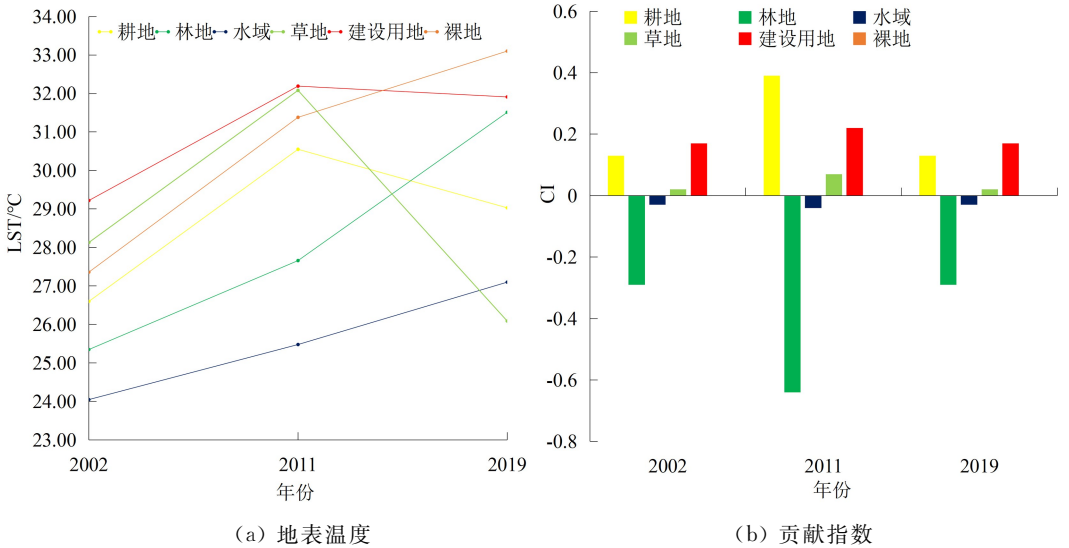 耕地 林地 水域 草地 建设用地 裸地
34.00
33.00
32.00
31.00
30.00
29.00
28.00
27.00
26.00
25.00
24.00
23.00
LST/℃
2002 2011 2019
年份
(a) 地表温度
耕地 林地 水域
草地 建设用地 裸地
0.6
0.4
0.2
0
-0.2
-0.4
-0.6
-0.8
CI
2002 2011 2019
年份
(b) 贡献指数